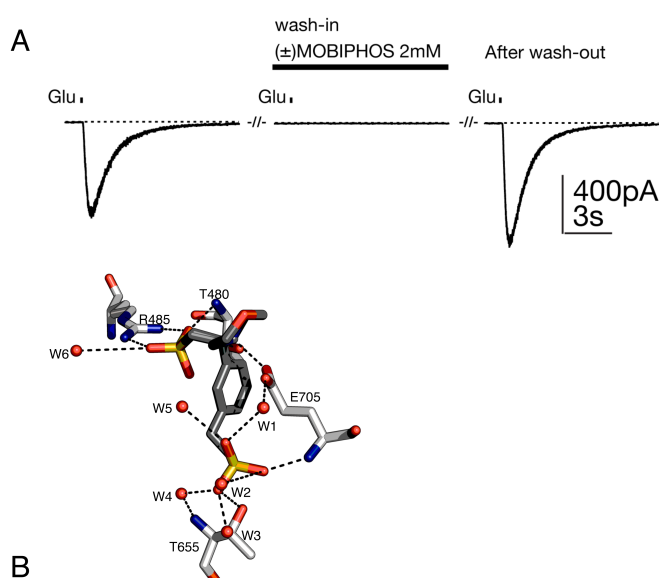 A
wash-in
(±)MOBIPHOS 2mM
After wash-out
Glu
Glu
Glu
-//-
-//-
400pA
3s
T480
R485
W6
E705
W5
W1
W2
W4
W3
T655
B